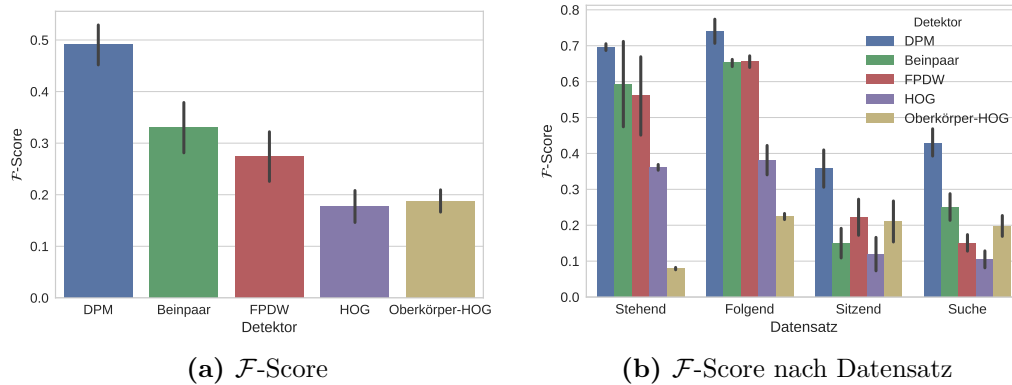 0.5
0.4
0.3
0.2
0.1
0.0
F-Score
DPM Beinpaar FPDW HOG Oberkörper-HOG
Detektor
(a) F-Score
0.8
0.7
0.6
0.5
0.4
0.3
0.2
0.1
0.0
F-Score
Detektor
DPM
Beinpaar
FPDW
HOG
Oberkörper-HOG
Stehend Folgend Sitzend Suche
Datensatz
(b) F-Score nach Datensatz